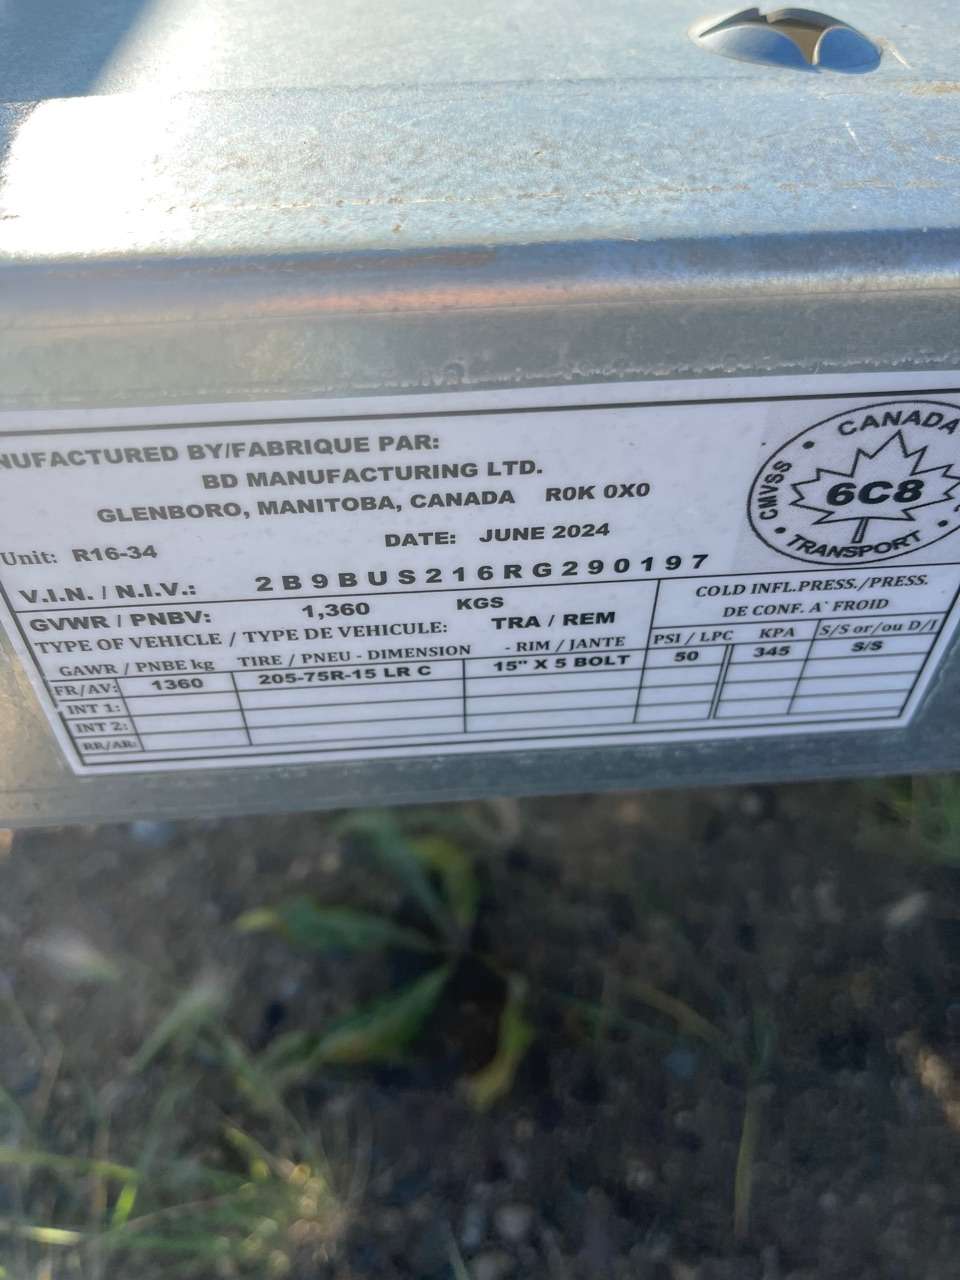 NUFACTURED BY/FABRIQUE PAR:
BD MANUFACTURING LTD.
GLENBORO, MANITOBA, CANADA R0K 0X0
Unit: R16-34 DATE: JUNE 2024
V.I.N. / N.I.V.: 2B9BUS216RG290197
GVWR / PNBV: 1,360 KGS
TYPE OF VEHICLE / TYPE DE VEHICULE: TRA / REM
COLD INFL.PRESS./PRESS.
DE CONF. A` FROID
GAWR / PNBE kg TIRE / PNEU - DIMENSION - RIM / JANTE PSI / LPC KPA S/S or/ou D/J
FR/AV: 1360 205-75R-15 LR C 15" X 5 BOLT 50 345 S/S
INT 1:
INT 2:
RR/AR:
CANADA
CMVSS
6C8
TRANSPORT